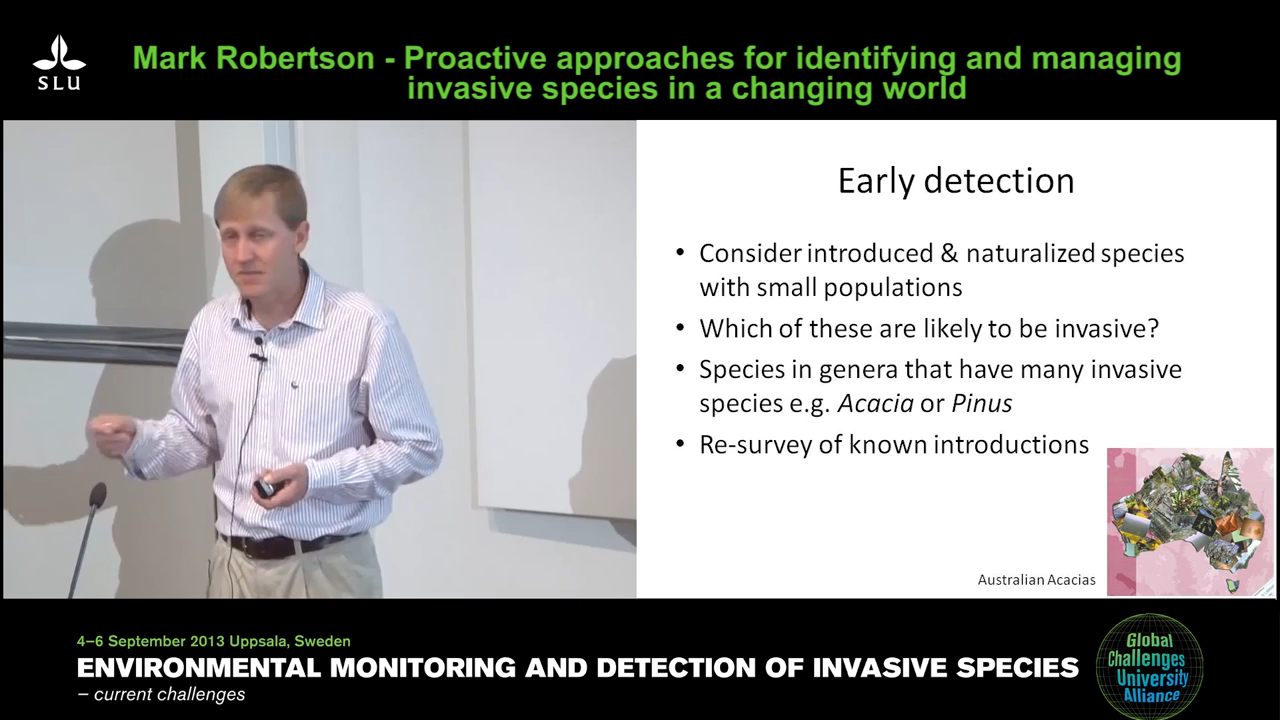 SLU
Mark Robertson - Proactive approaches for identifying and managing
invasive species in a changing world
Early detection
• Consider introduced & naturalized species
with small populations
• Which of these are likely to be invasive?
• Species in genera that have many invasive
species e.g. Acacia or Pinus
• Re-survey of known introductions
Australian Acacias
4–6 September 2013 Uppsala, Sweden
ENVIRONMENTAL MONITORING AND DETECTION OF INVASIVE SPECIES
– current challenges
Global
Challenges
University
Alliance